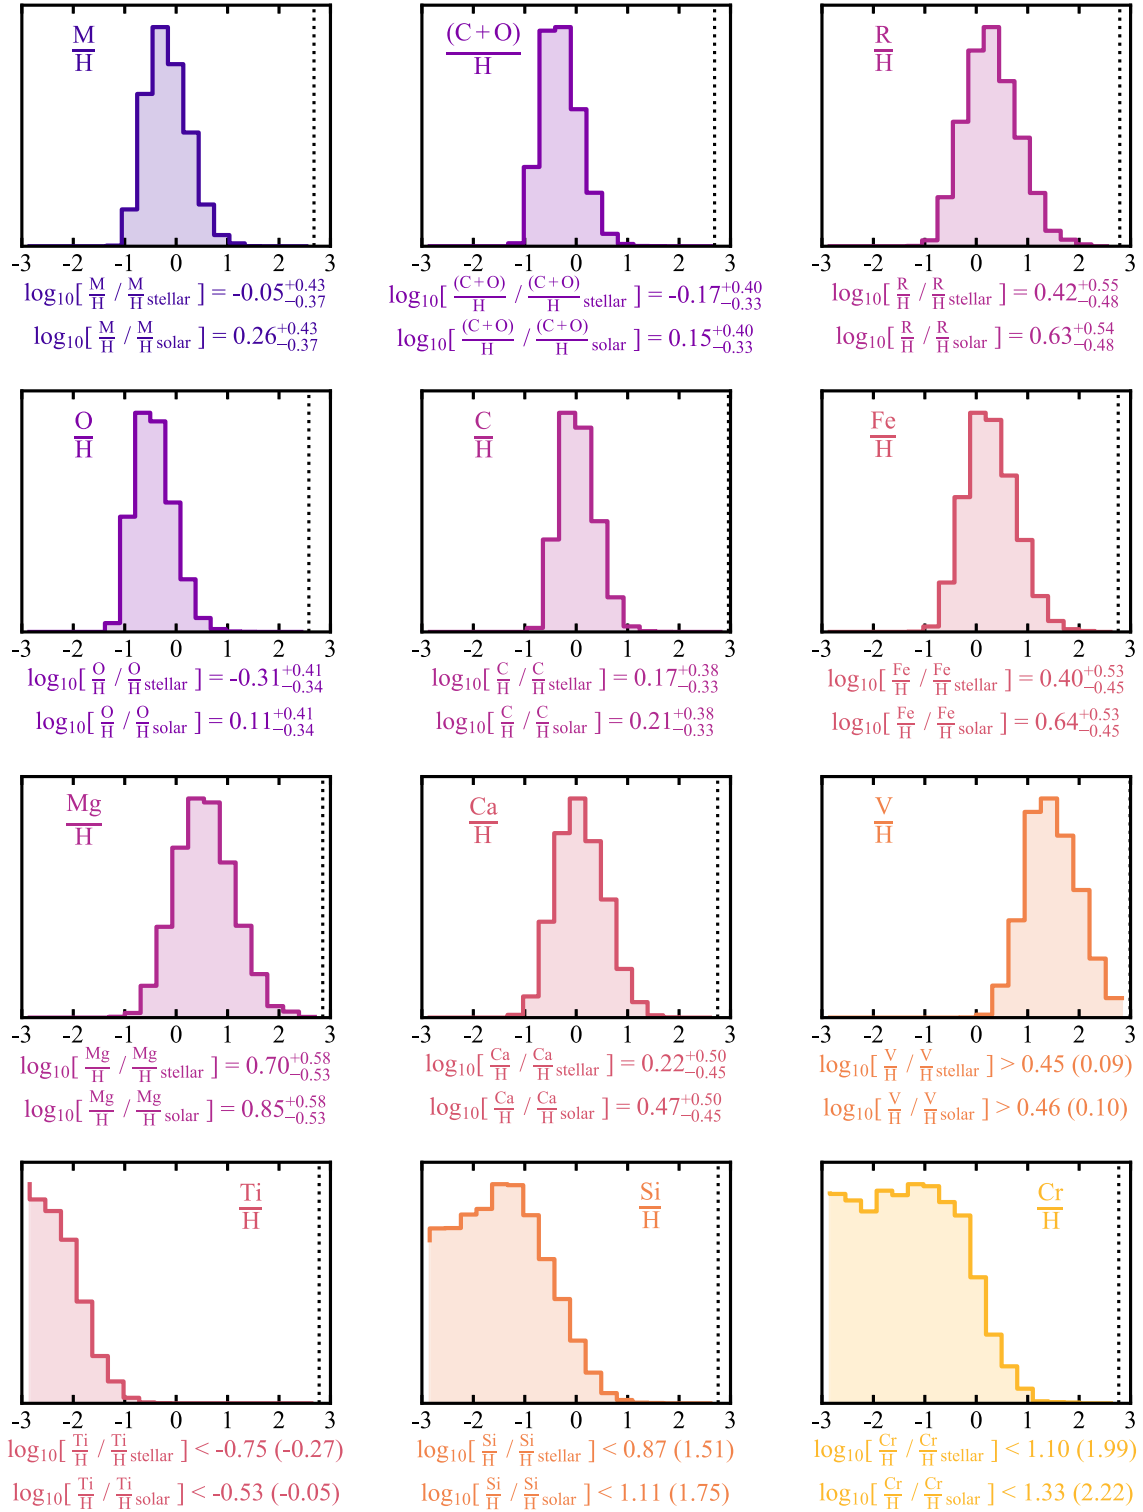 M/H (C+O)/H R/H
-3 -2 -1 0 1 2 3 -3 -2 -1 0 1 2 3 -3 -2 -1 0 1 2 3
log₁₀[ M/H / M/H stellar ] = -0.05 +0.43 −0.37 log₁₀[ (C+O)/H / (C+O)/H stellar ] = -0.17 +0.40 −0.33 log₁₀[ R/H / R/H stellar ] = 0.42 +0.55 −0.48
log₁₀[ M/H / M/H solar ] = 0.26 +0.43 −0.37 log₁₀[ (C+O)/H / (C+O)/H solar ] = 0.15 +0.40 −0.33 log₁₀[ R/H / R/H solar ] = 0.63 +0.54 −0.48
O/H C/H Fe/H
-3 -2 -1 0 1 2 3 -3 -2 -1 0 1 2 3 -3 -2 -1 0 1 2 3
log₁₀[ O/H / O/H stellar ] = -0.31 +0.41 −0.34 log₁₀[ C/H / C/H stellar ] = 0.17 +0.38 −0.33 log₁₀[ Fe/H / Fe/H stellar ] = 0.40 +0.53 −0.45
log₁₀[ O/H / O/H solar ] = 0.11 +0.41 −0.34 log₁₀[ C/H / C/H solar ] = 0.21 +0.38 −0.33 log₁₀[ Fe/H / Fe/H solar ] = 0.64 +0.53 −0.45
Mg/H Ca/H V/H
-3 -2 -1 0 1 2 3 -3 -2 -1 0 1 2 3 -3 -2 -1 0 1 2 3
log₁₀[ Mg/H / Mg/H stellar ] = 0.70 +0.58 −0.53 log₁₀[ Ca/H / Ca/H stellar ] = 0.22 +0.50 −0.45 log₁₀[ V/H / V/H stellar ] > 0.45 (0.09)
log₁₀[ Mg/H / Mg/H solar ] = 0.85 +0.58 −0.53 log₁₀[ Ca/H / Ca/H solar ] = 0.47 +0.50 −0.45 log₁₀[ V/H / V/H solar ] > 0.46 (0.10)
Ti/H Si/H Cr/H
-3 -2 -1 0 1 2 3 -3 -2 -1 0 1 2 3 -3 -2 -1 0 1 2 3
log₁₀[ Ti/H / Ti/H stellar ] < -0.75 (-0.27) log₁₀[ Si/H / Si/H stellar ] < 0.87 (1.51) log₁₀[ Cr/H / Cr/H stellar ] < 1.10 (1.99)
log₁₀[ Ti/H / Ti/H solar ] < -0.53 (-0.05) log₁₀[ Si/H / Si/H solar ] < 1.11 (1.75) log₁₀[ Cr/H / Cr/H solar ] < 1.33 (2.22)